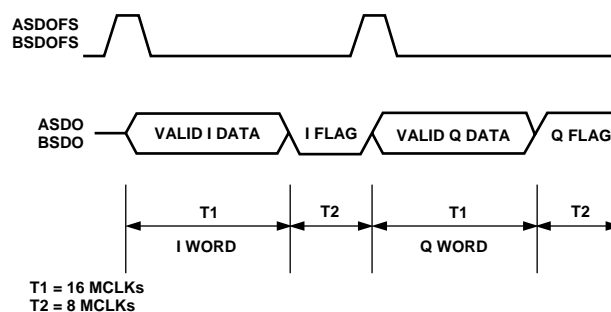 ASDOFS
BSDOFS
ASDO
BSDO
VALID I DATA
I FLAG
VALID Q DATA
Q FLAG
T1
T2
T1
T2
I WORD
Q WORD
T1 = 16 MCLKs
T2 = 8 MCLKs